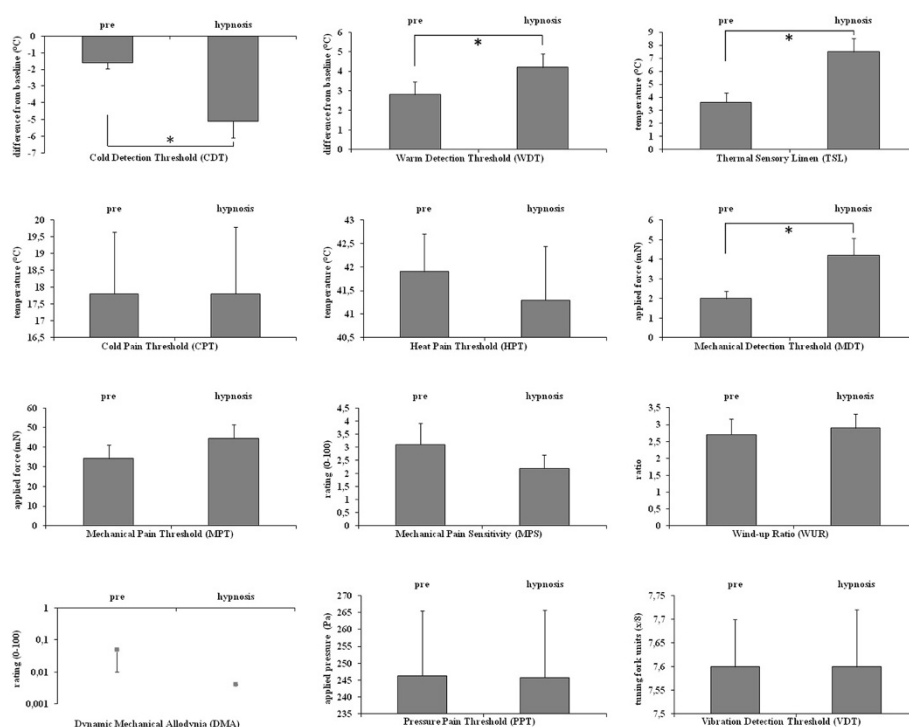 pre hypnosis
difference from baseline (°C)
0
-1
-2
-3
-4
-5
-6
-7
*
Cold Detection Threshold (CDT)
pre hypnosis
difference from baseline (°C)
6
5
4
3
2
1
0
*
Warm Detection Threshold (WDT)
pre hypnosis
temperature (°C)
9
8
7
6
5
4
3
2
1
0
*
Thermal Sensory Limen (TSL)
pre hypnosis
temperature (°C)
20
19,5
19
18,5
18
17,5
17
16,5
Cold Pain Threshold (CPT)
pre hypnosis
temperature (°C)
43
42,5
42
41,5
41
40,5
Heat Pain Threshold (HPT)
pre hypnosis
applied force (mN)
6
5
4
3
2
1
0
*
Mechanical Detection Threshold (MDT)
pre hypnosis
applied force (mN)
60
50
40
30
20
10
0
Mechanical Pain Threshold (MPT)
pre hypnosis
rating (0-100)
4,5
4
3,5
3
2,5
2
1,5
1
0,5
0
Mechanical Pain Sensitivity (MPS)
pre hypnosis
ratio
3,5
3
2,5
2
1,5
1
0,5
0
Wind-up Ratio (WUR)
pre hypnosis
rating (0-100)
1
0,1
0,01
0,001
Dynamic Mechanical Allodynia (DMA)
pre hypnosis
applied pressure (Pa)
270
265
260
255
250
245
240
235
Pressure Pain Threshold (PPT)
pre hypnosis
tuning fork units (x/8)
7,75
7,7
7,65
7,6
7,55
7,5
Vibration Detection Threshold (VDT)